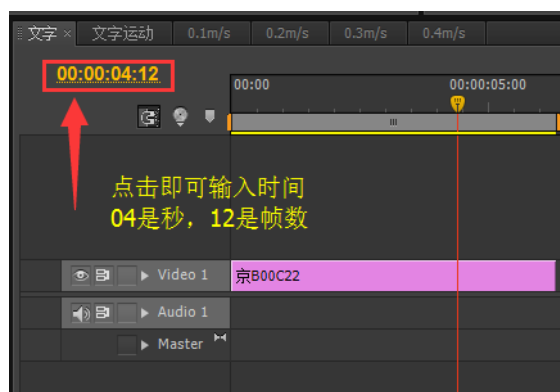 文字 × 文字运动 0.1m/s 0.2m/s 0.3m/s 0.4m/s
00:00:04:12
00:00 00:00:05:00
点击即可输入时间
04是秒，12是帧数
Video 1 京B00C22
Audio 1
Master